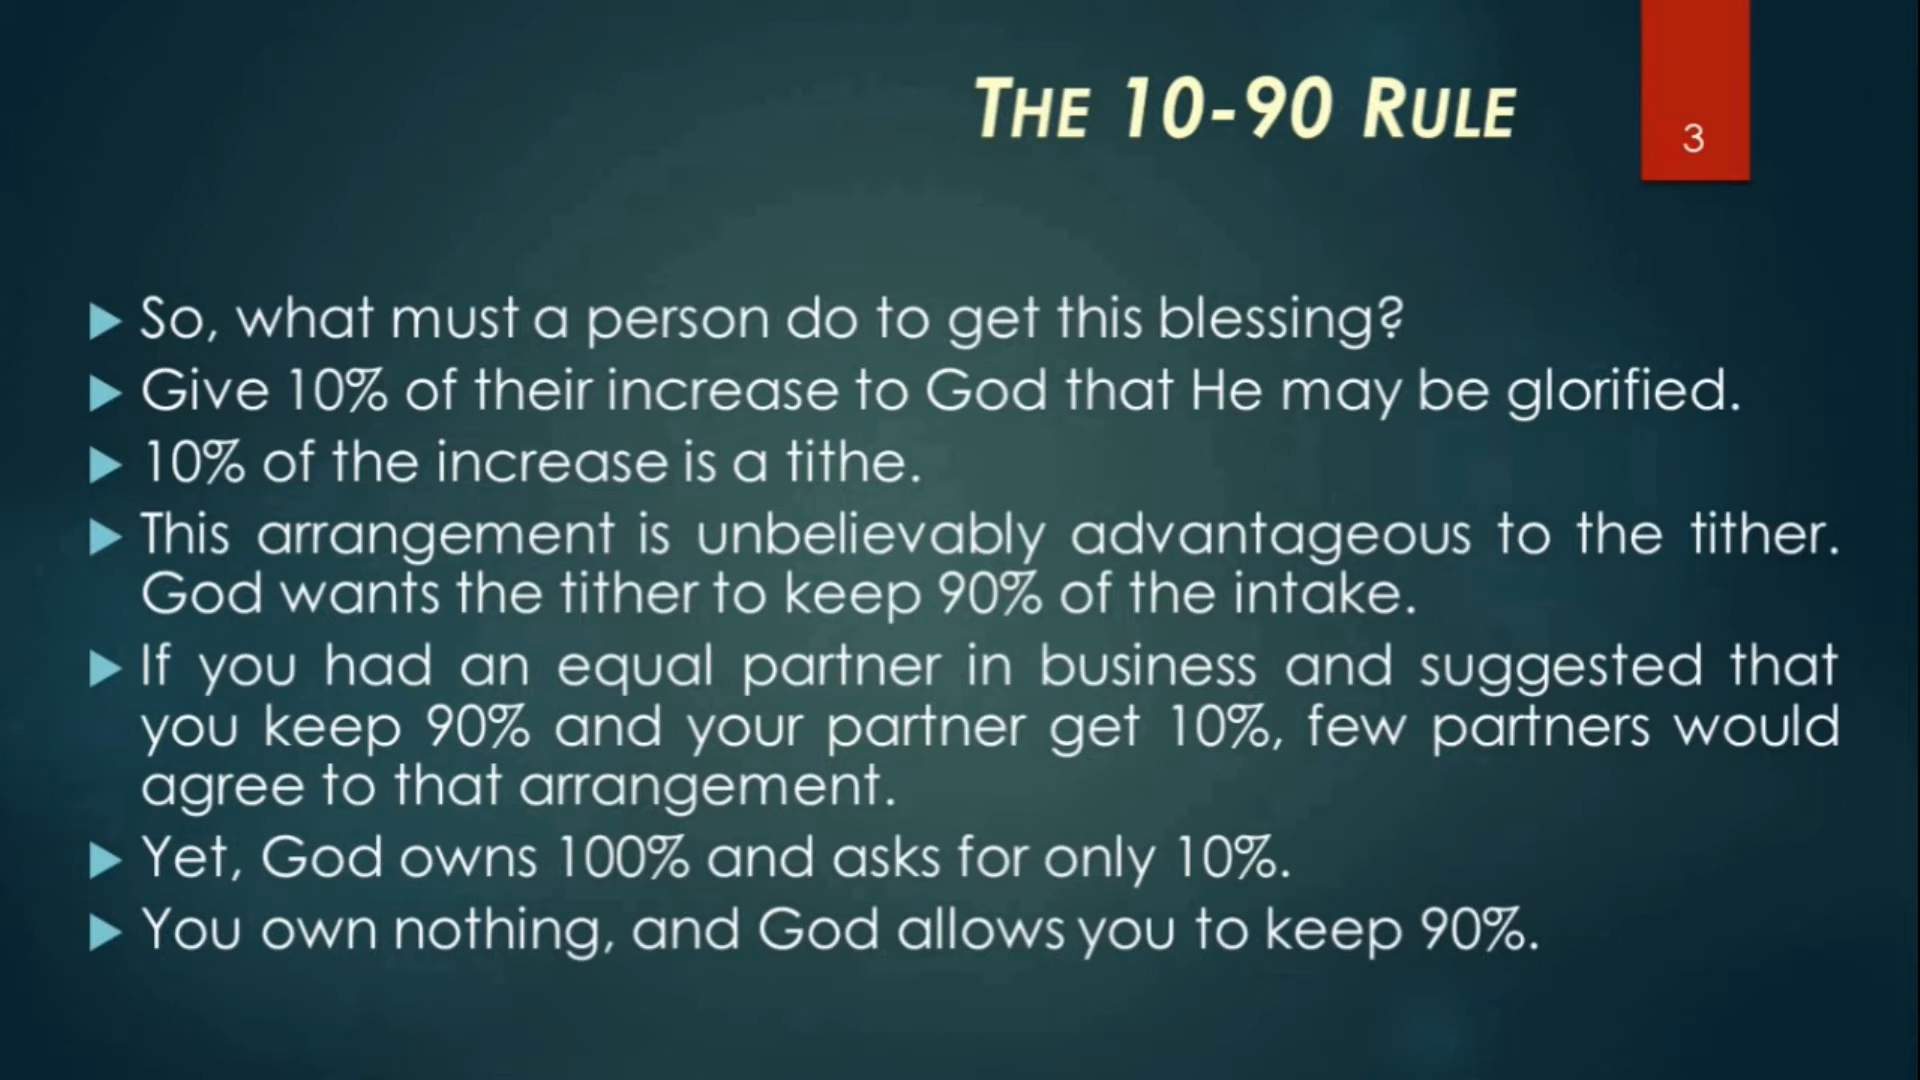 THE 10-90 RULE
3
So, what must a person do to get this blessing?
Give 10% of their increase to God that He may be glorified.
10% of the increase is a tithe.
This arrangement is unbelievably advantageous to the tither.
God wants the tither to keep 90% of the intake.
If you had an equal partner in business and suggested that
you keep 90% and your partner get 10%, few partners would
agree to that arrangement.
Yet, God owns 100% and asks for only 10%.
You own nothing, and God allows you to keep 90%.